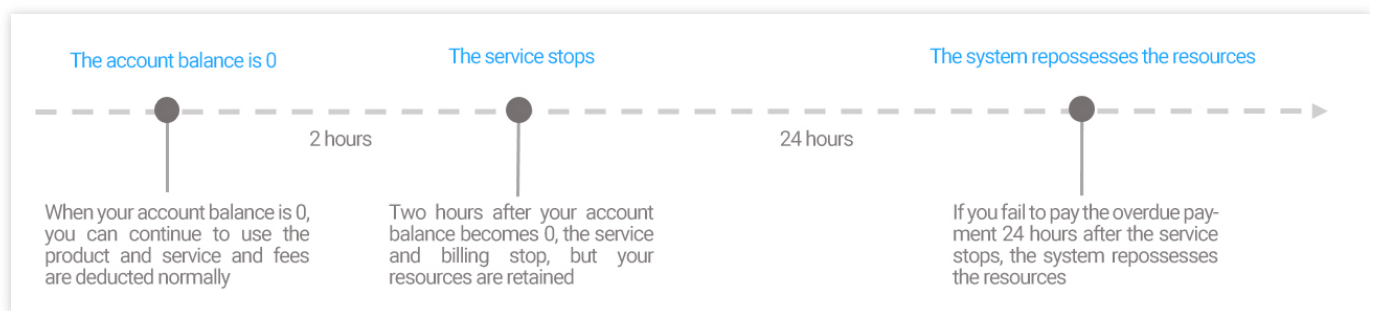 The account balance is 0
The service stops
The system repossesses the resources
2 hours
24 hours
When your account balance is 0,
you can continue to use the
product and service and fees
are deducted normally
Two hours after your account
balance becomes 0, the service
and billing stop, but your
resources are retained
If you fail to pay the overdue pay-
ment 24 hours after the service
stops, the system repossesses
the resources